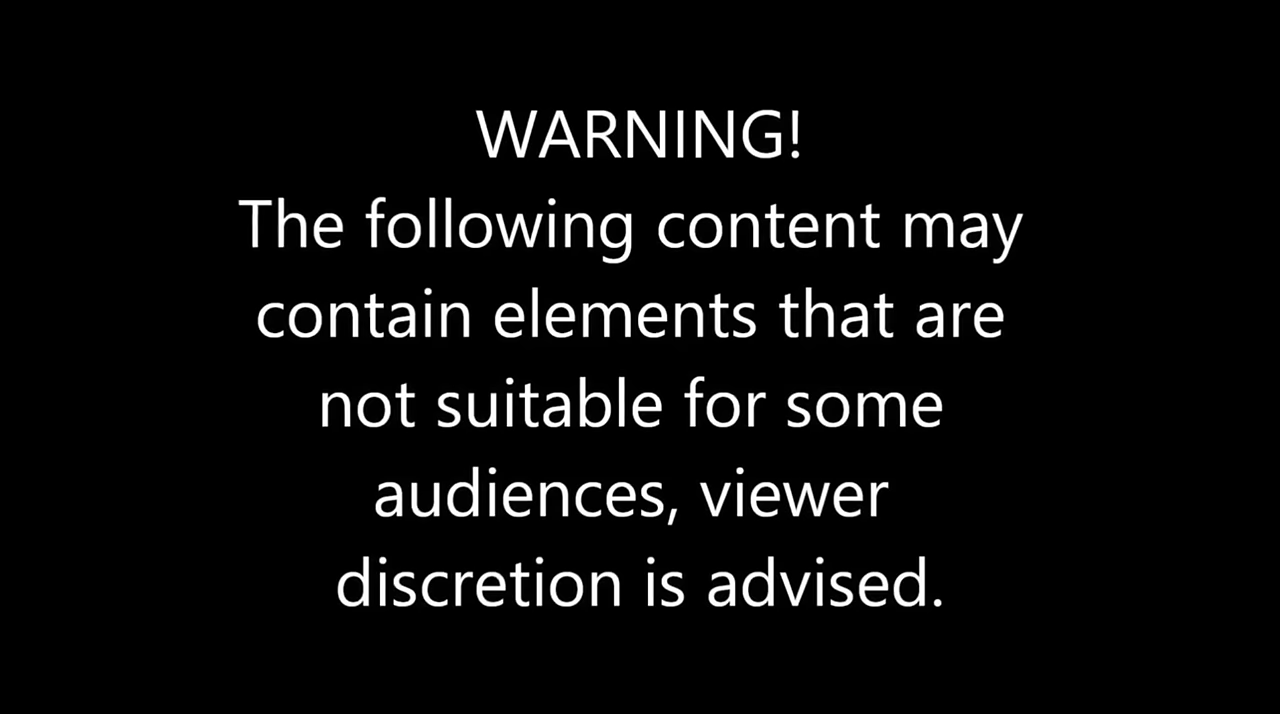 WARNING!
The following content may
contain elements that are
not suitable for some
audiences, viewer
discretion is advised.